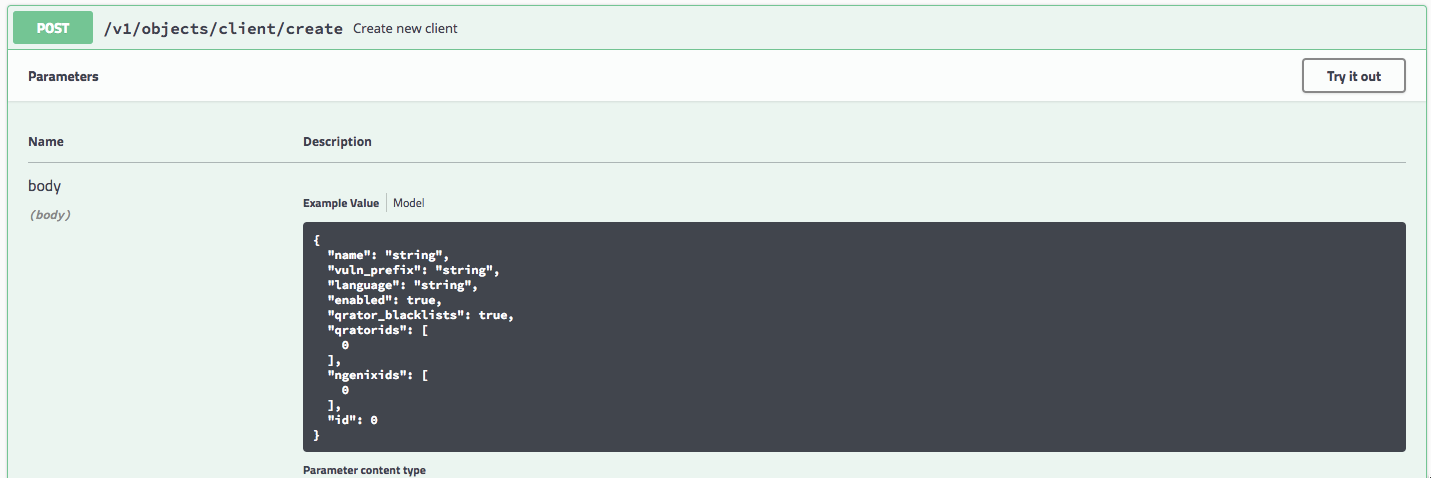 POST /v1/objects/client/create Create new client
Parameters Try it out
Name Description
body
(body)
Example Value Model
{
"name": "string",
"vuln_prefix": "string",
"language": "string",
"enabled": true,
"qrator_blacklists": true,
"qratorids": [
0
],
"ngenixids": [
0
],
"id": 0
}
Parameter content type